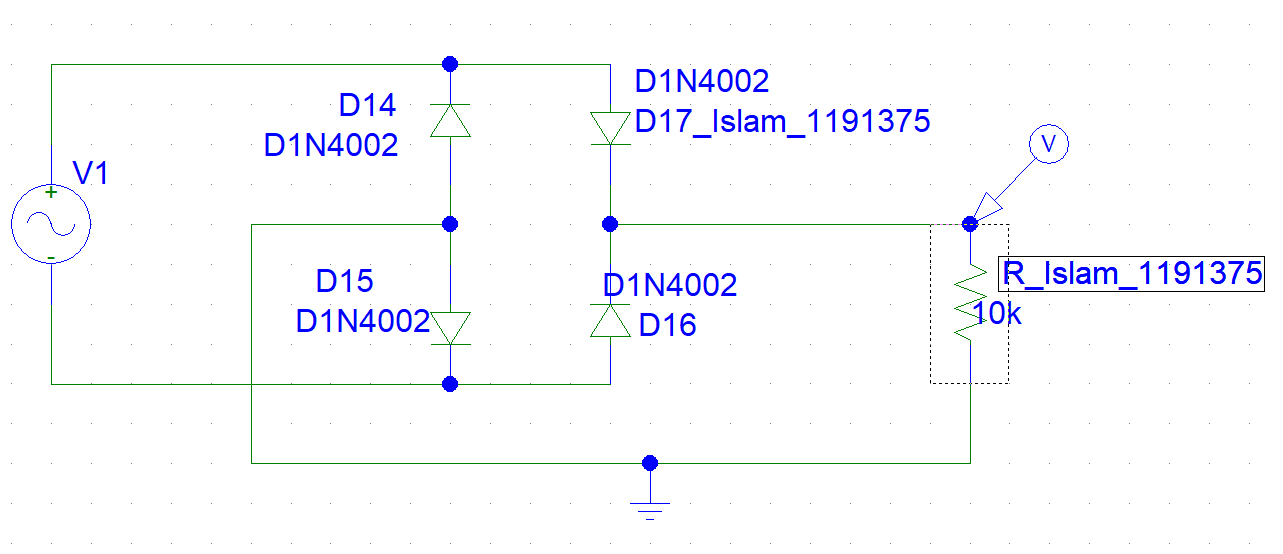 D1N4002
D14
D17_Islam_1191375
D1N4002
V
V1
+
-
D15
D1N4002
D1N4002
D16
R_Islam_1191375
10k